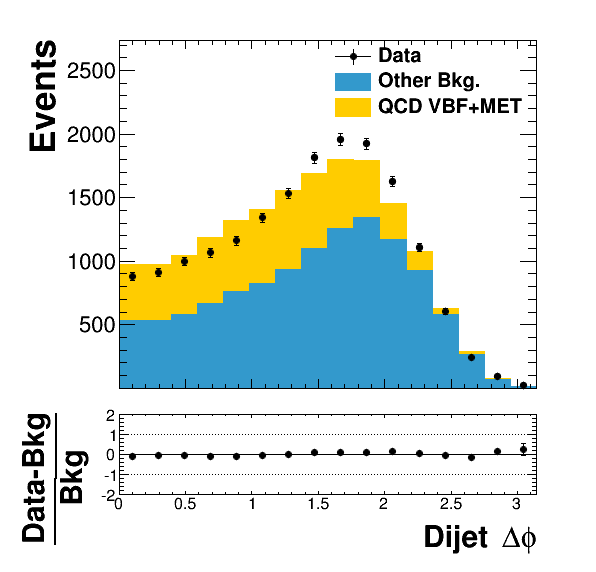 Events
2500
2000
1500
1000
500
Data
Other Bkg.
QCD VBF+MET
Data-Bkg
Bkg
2
1
0
-1
-2
0 0.5 1 1.5 2 2.5 3
Dijet Δϕ